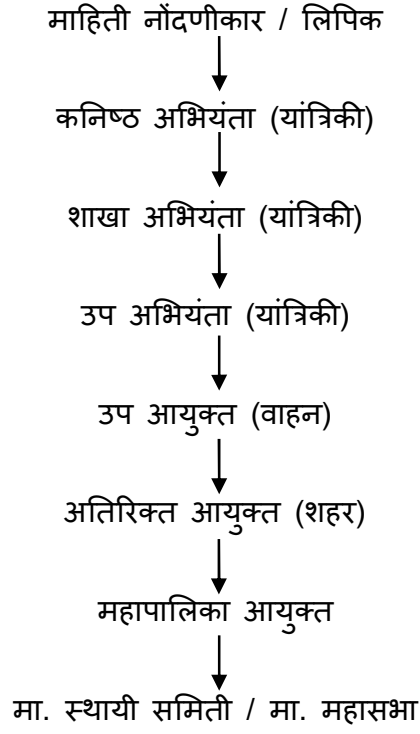 माहिती नोंदणीकार / लिपिक
कनिष्ठ अभियंता (यांत्रिकी)
शाखा अभियंता (यांत्रिकी)
उप अभियंता (यांत्रिकी)
उप आयुक्त (वाहन)
अतिरिक्त आयुक्त (शहर)
महापालिका आयुक्त
मा. स्थायी समिती / मा. महासभा